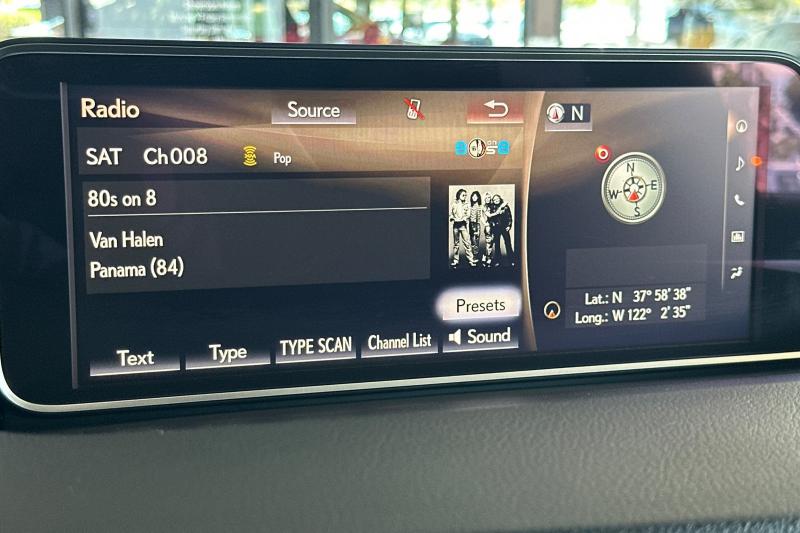 Radio
Source
N
SAT Ch008
Pop
80s on 8
Van Halen
Panama (84)
N
W E
S
Presets
Lat.: N 37° 58' 38"
Long.: W 122° 2' 35"
Text
Type
TYPE SCAN
Channel List
Sound